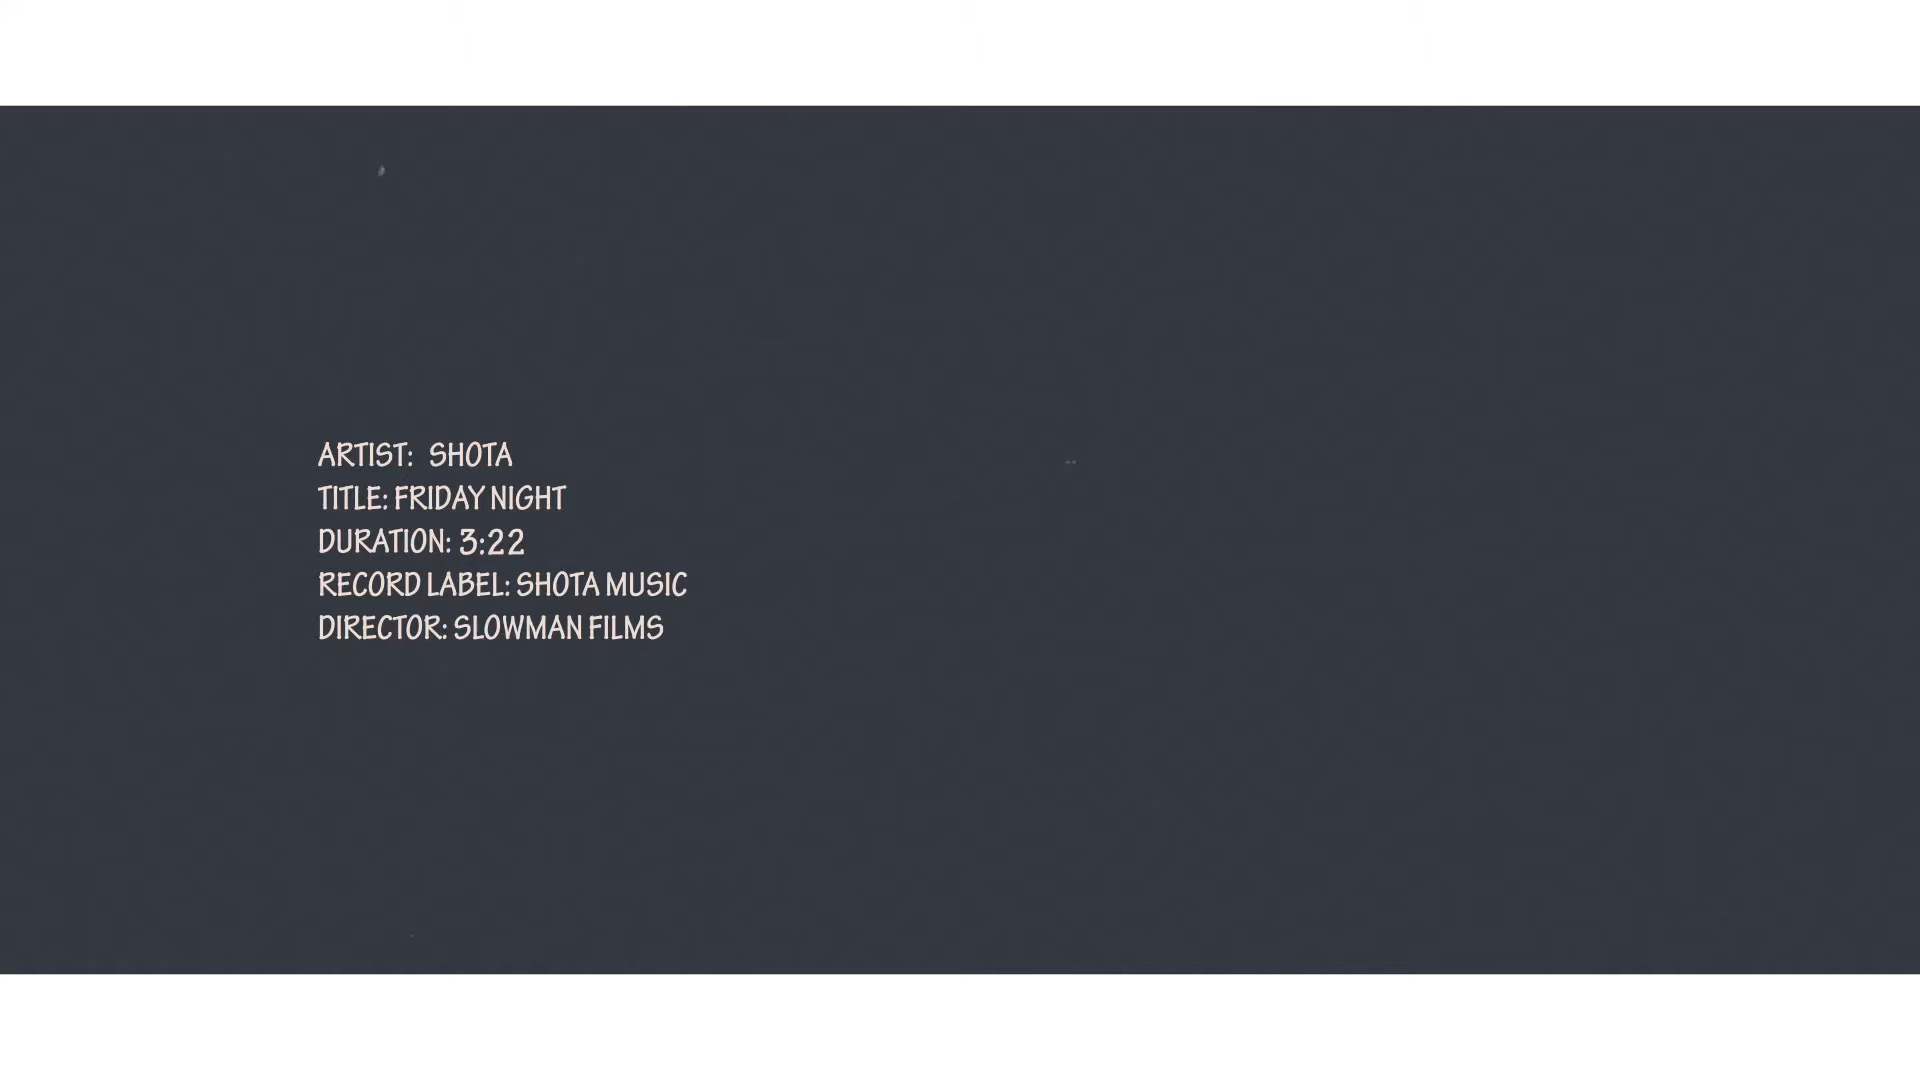 ARTIST: SHOTA
TITLE: FRIDAY NIGHT
DURATION: 3:22
RECORD LABEL: SHOTA MUSIC
DIRECTOR: SLOWMAN FILMS